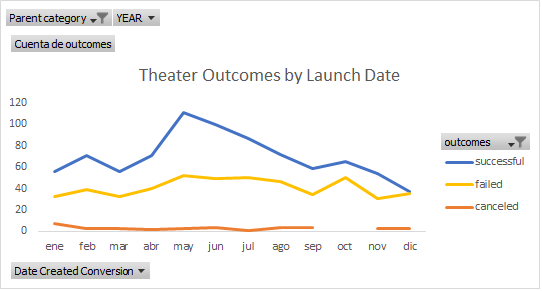 Parent category YEAR
Cuenta de outcomes
Theater Outcomes by Launch Date
120
100
80
60
40
20
0
ene feb mar abr may jun jul ago sep oct nov dic
outcomes
successful
failed
canceled
Date Created Conversion